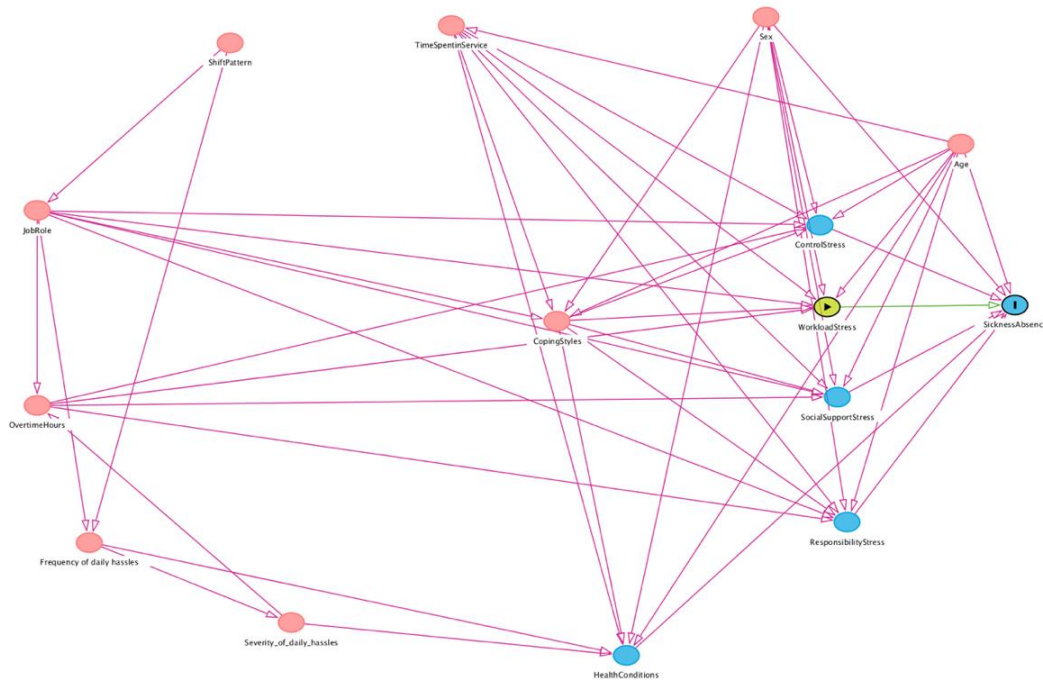 Sex
TimeSpentinService
ShiftPattern
Age
JobRole
ControlStress
SicknessAbsenc
WorkloadStress
CopingStyles
OvertimeHours
SocialSupportStress
ResponsibilityStress
Frequency of daily hassles
Severity_of_daily_hassles
HealthConditions